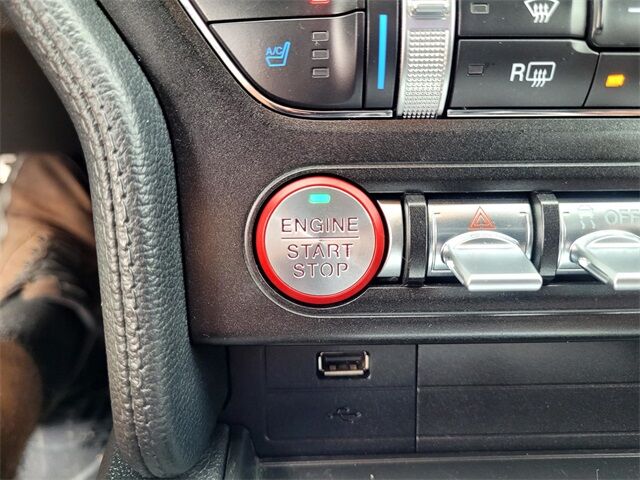 A/C
R
ENGINE
START
STOP
OFF